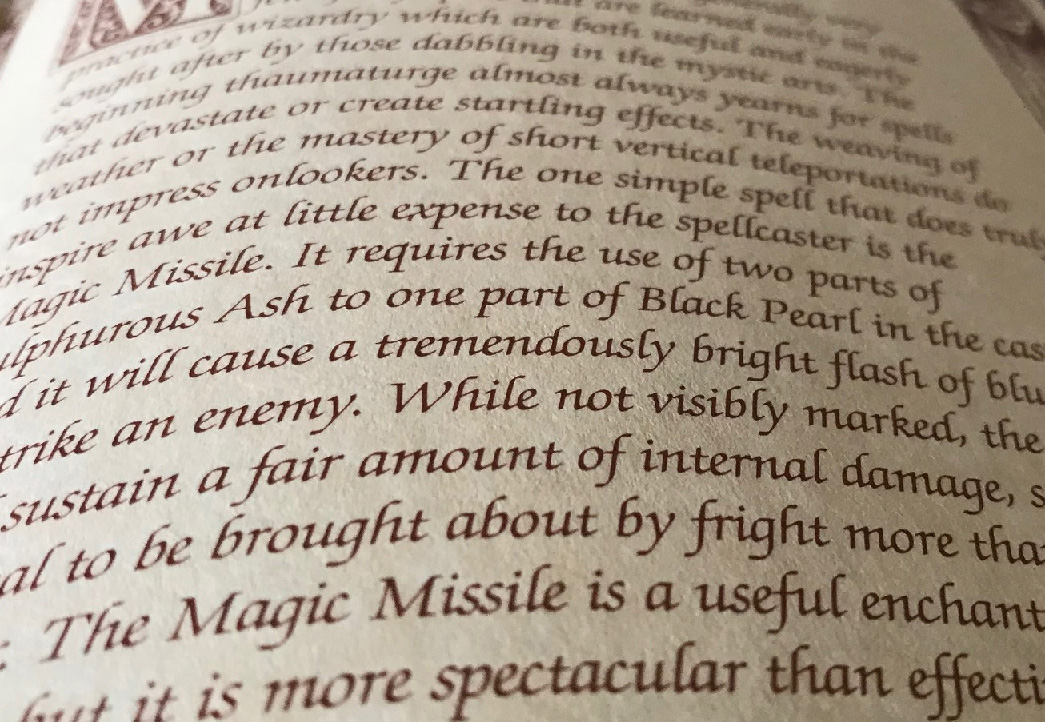 M
are learned early in the
practice of wizardry which are both useful and eagerly
sought after by those dabbling in the mystic arts. The
beginning thaumaturge almost always yearns for spells
that devastate or create startling effects. The weaving of
weather or the mastery of short vertical teleportations do
not impress onlookers. The one simple spell that does truly
inspire awe at little expense to the spellcaster is the
Magic Missile. It requires the use of two parts of
ulphurous Ash to one part of Black Pearl in the cas
d it will cause a tremendously bright flash of blu
trike an enemy. While not visibly marked, the
sustain a fair amount of internal damage, s
al to be brought about by fright more tha
: The Magic Missile is a useful enchant
but it is more spectacular than effecti